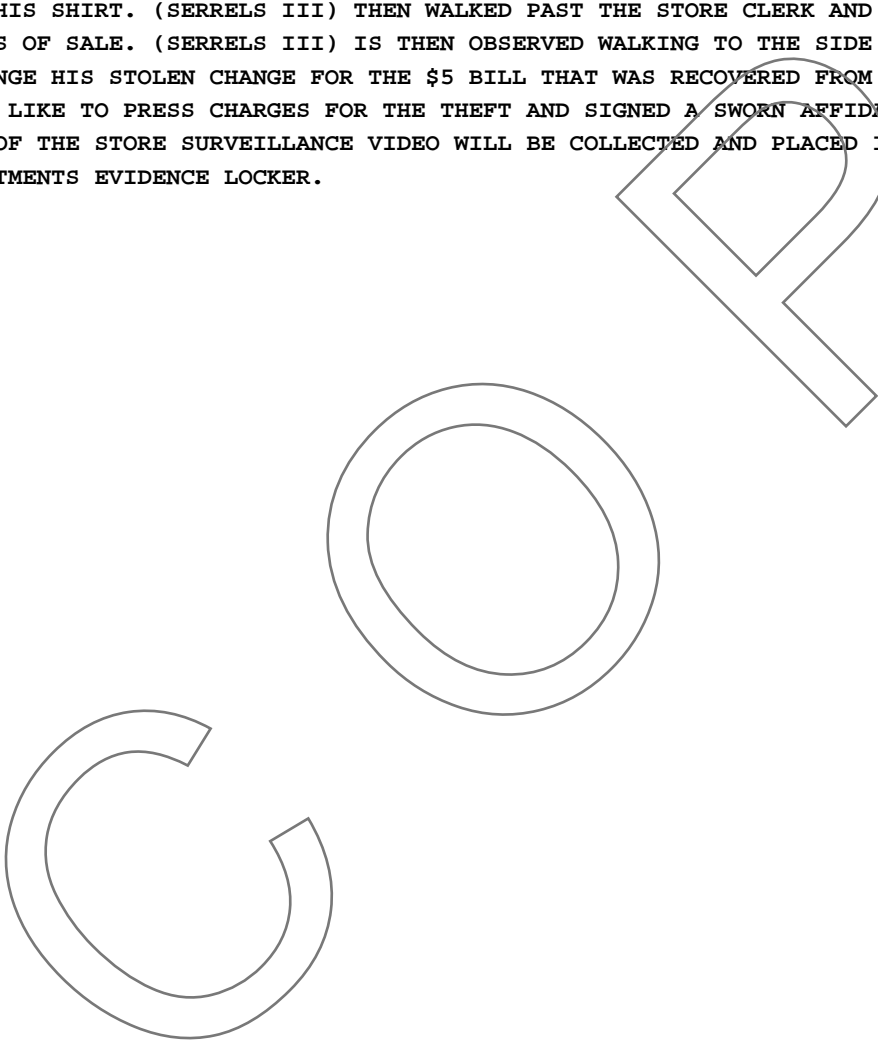 HIS SHIRT. (SERRELS III) THEN WALKED PAST THE STORE CLERK AND
S OF SALE. (SERRELS III) IS THEN OBSERVED WALKING TO THE SIDE
NGE HIS STOLEN CHANGE FOR THE $5 BILL THAT WAS RECOVERED FROM
LIKE TO PRESS CHARGES FOR THE THEFT AND SIGNED A SWORN AFFID
OF THE STORE SURVEILLANCE VIDEO WILL BE COLLECTED AND PLACED I
TMENTS EVIDENCE LOCKER.
COP